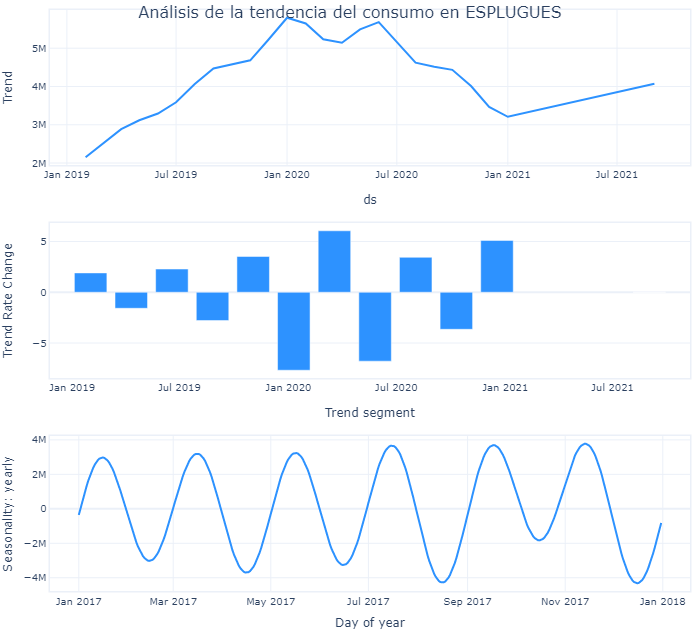 Análisis de la tendencia del consumo en ESPLUGUES
Trend
5M
4M
3M
2M
Jan 2019 Jul 2019 Jan 2020 Jul 2020 Jan 2021 Jul 2021
ds
Trend Rate Change
5
0
−5
Jan 2019 Jul 2019 Jan 2020 Jul 2020 Jan 2021 Jul 2021
Trend segment
Seasonality: yearly
4M
2M
0
−2M
−4M
Jan 2017 Mar 2017 May 2017 Jul 2017 Sep 2017 Nov 2017 Jan 2018
Day of year